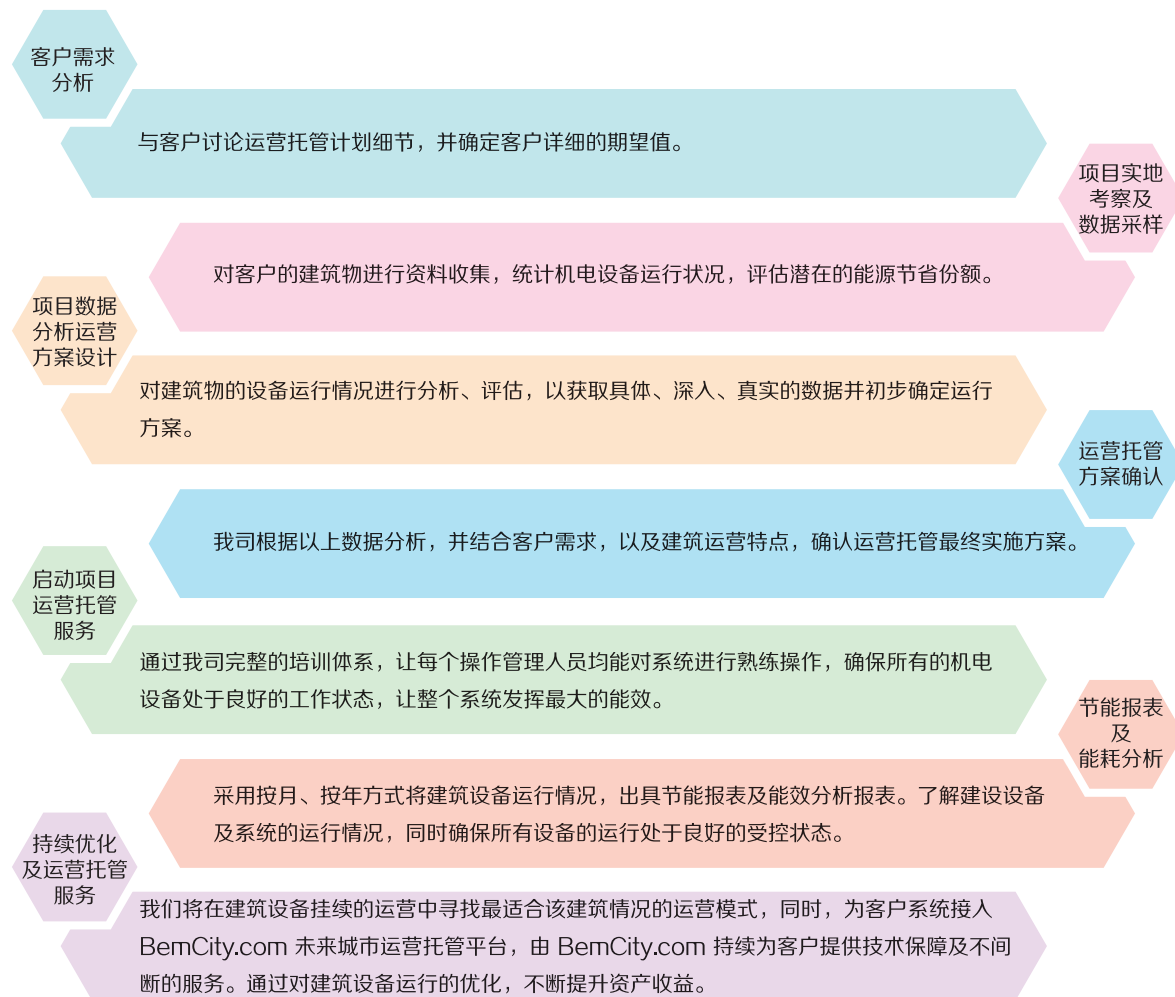 客户需求
分析
与客户讨论运营托管计划细节，并确定客户详细的期望值。
项目实地
考察及
数据采样
对客户的建筑物进行资料收集，统计机电设备运行状况，评估潜在的能源节省份额。
项目数据
分析运营
方案设计
对建筑物的设备运行情况进行分析、评估，以获取具体、深入、真实的数据并初步确定运行
方案。
运营托管
方案确认
我司根据以上数据分析，并结合客户需求，以及建筑运营特点，确认运营托管最终实施方案。
启动项目
运营托管
服务
通过我司完整的培训体系，让每个操作管理人员均能对系统进行熟练操作，确保所有的机电
设备处于良好的工作状态，让整个系统发挥最大的能效。
节能报表
及
能耗分析
采用按月、按年方式将建筑设备运行情况，出具节能报表及能效分析报表。了解建设设备
及系统的运行情况，同时确保所有设备的运行处于良好的受控状态。
持续优化
及运营托管
服务
我们将在建筑设备挂续的运营中寻找最适合该建筑情况的运营模式，同时，为客户系统接入
BemCity.com 未来城市运营托管平台，由 BemCity.com 持续为客户提供技术保障及不间
断的服务。通过对建筑设备运行的优化，不断提升资产收益。